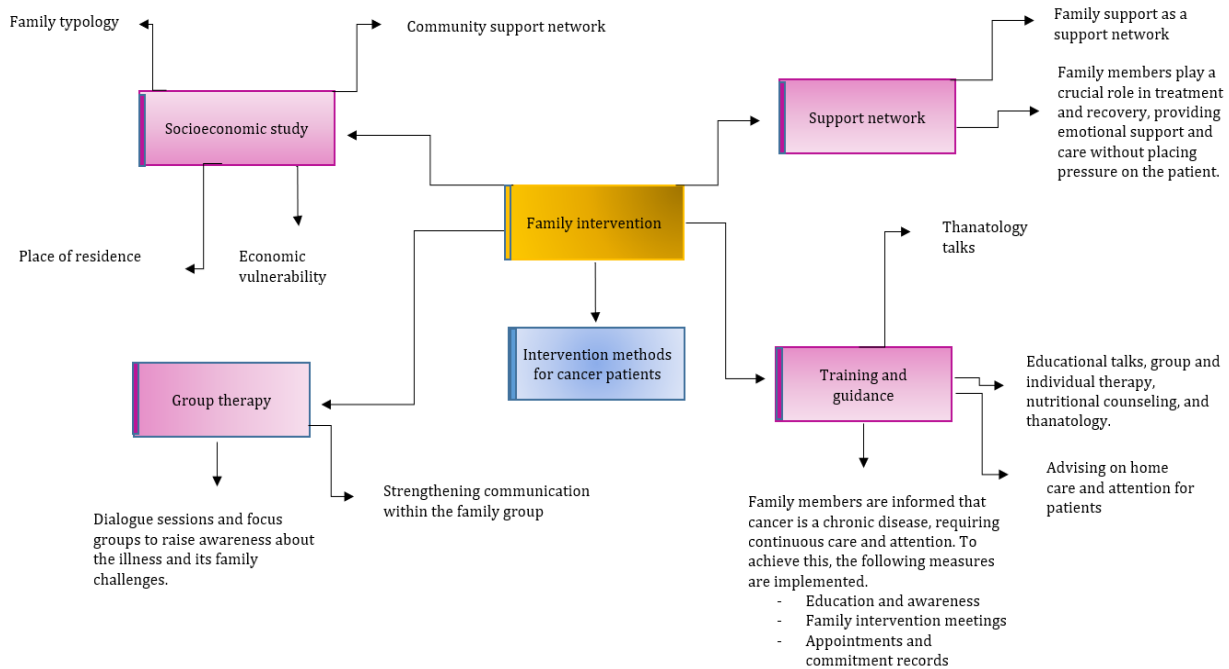 Family typology
Community support network
Socioeconomic study
Place of residence
Economic
vulnerability
Family support as a
support network
Support network
Family members play a
crucial role in treatment
and recovery, providing
emotional support and
care without placing
pressure on the patient.
Family intervention
Intervention methods
for cancer patients
Group therapy
Dialogue sessions and focus
groups to raise awareness about
the illness and its family
challenges.
Strengthening communication
within the family group
Thanatology
talks
Training and
guidance
Educational talks, group and
individual therapy,
nutritional counseling, and
thanatology.
Advising on home
care and attention for
patients
Family members are informed that
cancer is a chronic disease, requiring
continuous care and attention. To
achieve this, the following measures
are implemented.
- Education and awareness
- Family intervention meetings
- Appointments and
commitment records